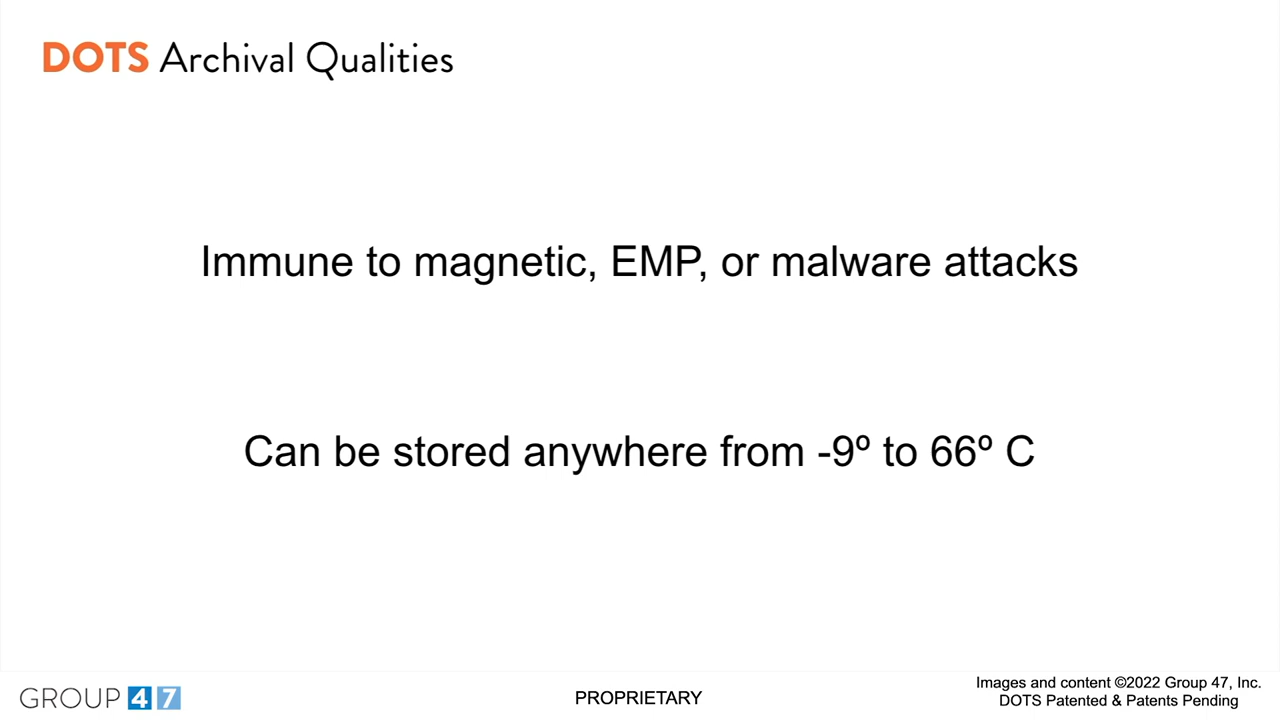 DOTS Archival Qualities
Immune to magnetic, EMP, or malware attacks
Can be stored anywhere from -9º to 66º C
GROUP 47
PROPRIETARY
Images and content ©2022 Group 47, Inc.
DOTS Patented & Patents Pending